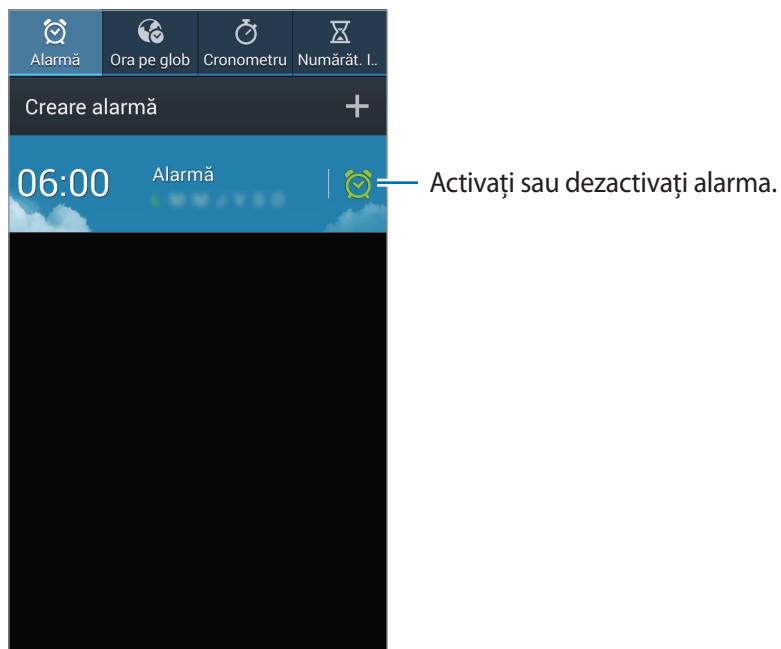 Alarmă
Ora pe glob
Cronometru
Numărăt. I..
Creare alarmă
06:00
Alarmă
L M M J V S D
Activați sau dezactivați alarma.